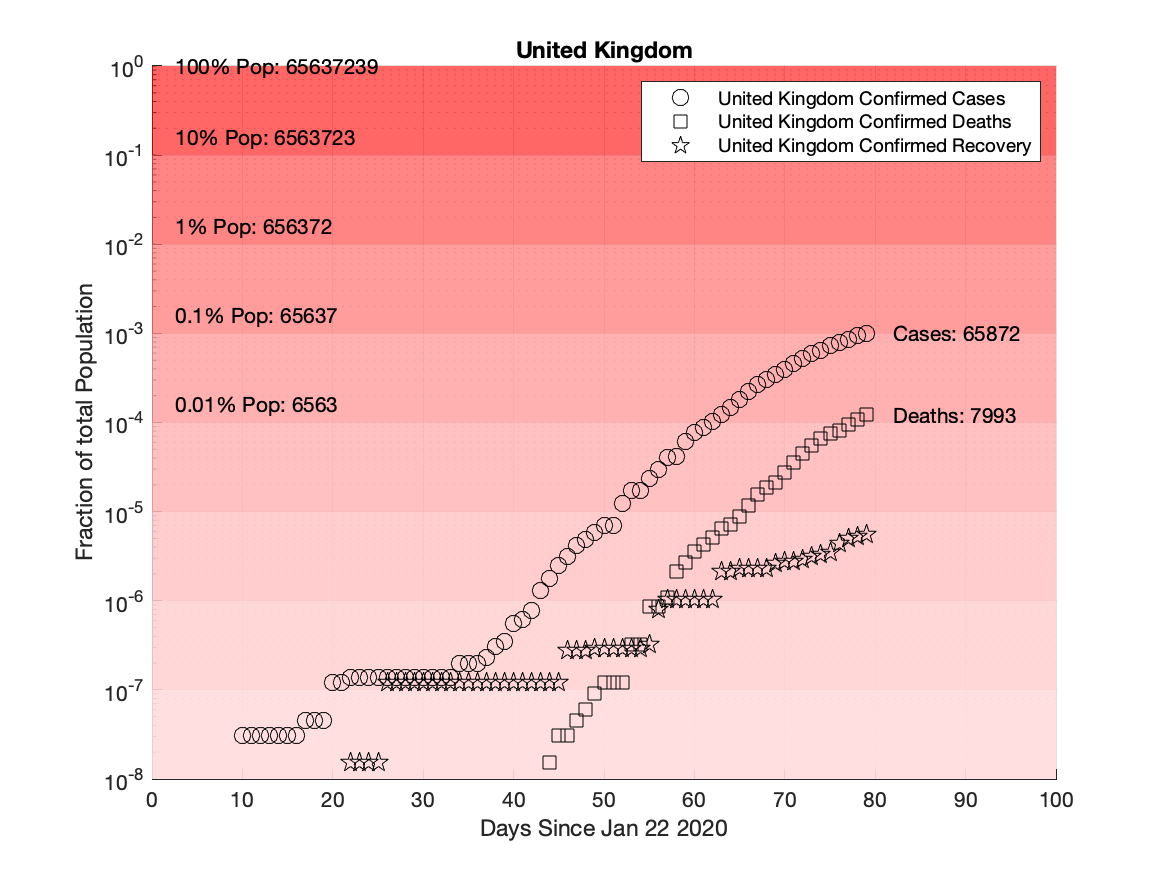 United Kingdom
10^0
100% Pop: 65637239
United Kingdom Confirmed Cases
United Kingdom Confirmed Deaths
United Kingdom Confirmed Recovery
10% Pop: 6563723
10^-1
1% Pop: 656372
10^-2
0.1% Pop: 65637
10^-3
Cases: 65872
0.01% Pop: 6563
10^-4
Deaths: 7993
10^-5
10^-6
10^-7
10^-8
Fraction of total Population
0 10 20 30 40 50 60 70 80 90 100
Days Since Jan 22 2020